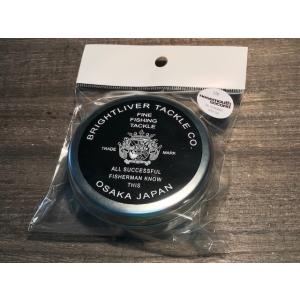 BRIGHTLIVER TACKLE CO.
FINE
FISHING
TACKLE
TRADE MARK
ALL SUCCESSFUL
FISHERMAN KNOW
THIS
OSAKA JAPAN